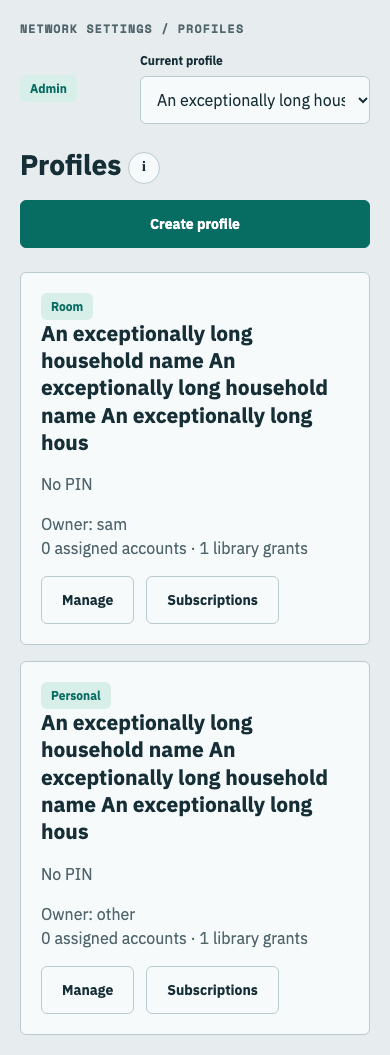 NETWORK SETTINGS / PROFILES
Current profile
Admin
An exceptionally long hous
Profiles i
Create profile
Room
An exceptionally long
household name An
exceptionally long household
name An exceptionally long
hous
No PIN
Owner: sam
0 assigned accounts · 1 library grants
Manage Subscriptions
Personal
An exceptionally long
household name An
exceptionally long household
name An exceptionally long
hous
No PIN
Owner: other
0 assigned accounts · 1 library grants
Manage Subscriptions